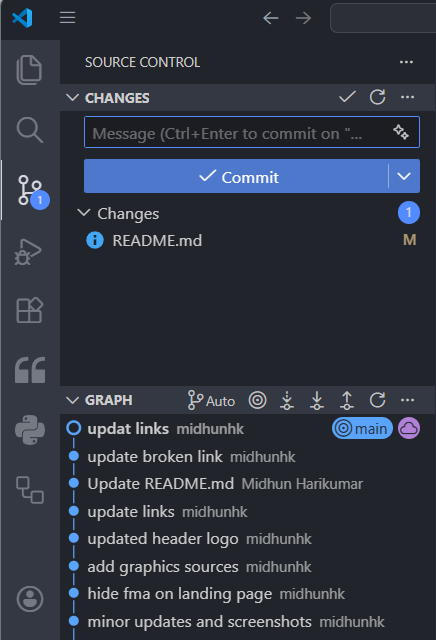 SOURCE CONTROL
CHANGES
Message (Ctrl+Enter to commit on "...
Commit
Changes 1
README.md M
1
GRAPH Auto
updat links midhunhk main
update broken link midhunhk
Update README.md Midhun Harikumar
update links midhunhk
updated header logo midhunhk
add graphics sources midhunhk
hide fma on landing page midhunhk
minor updates and screenshots midhunhk